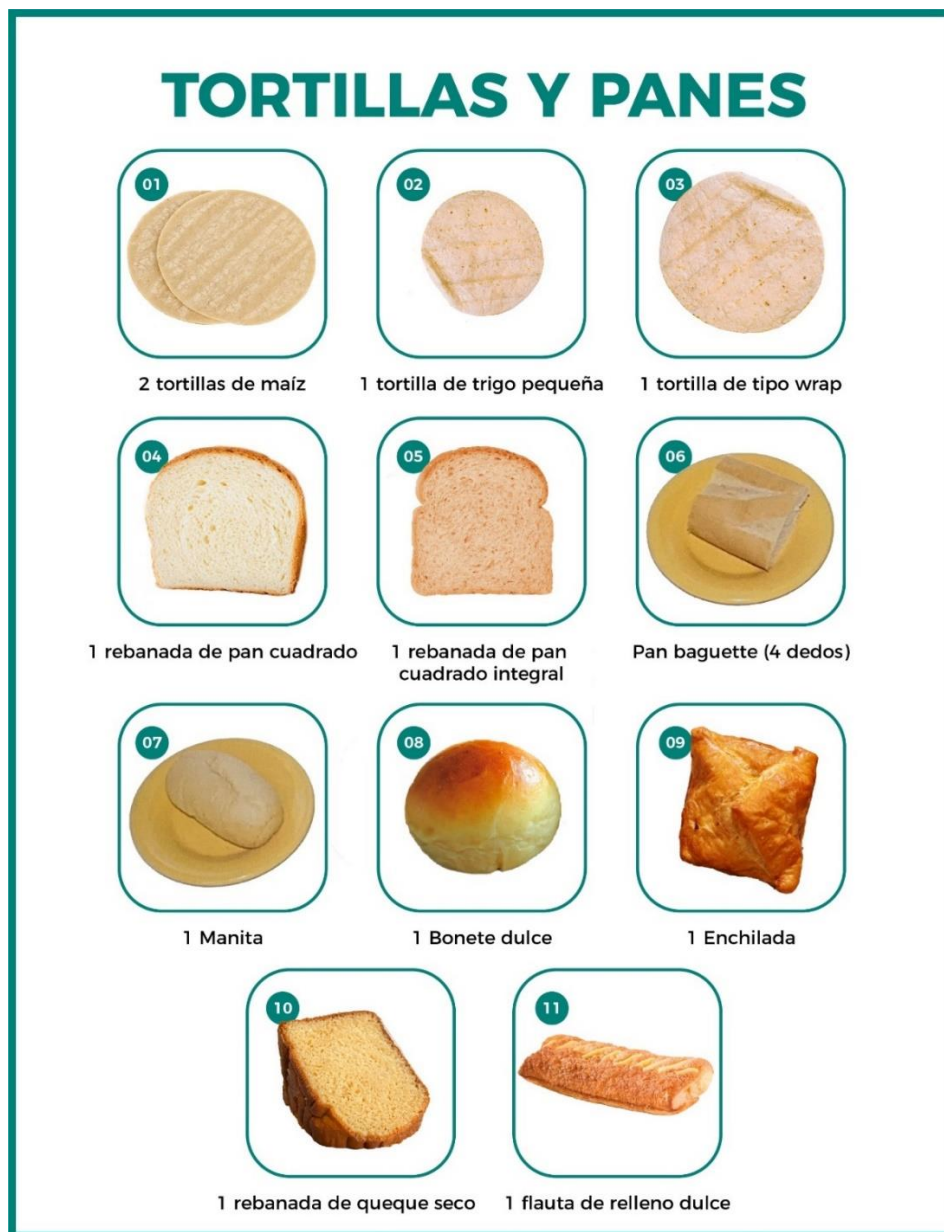 TORTILLAS Y PANES
01
02
03
2 tortillas de maíz
1 tortilla de trigo pequeña
1 tortilla de tipo wrap
04
05
06
1 rebanada de pan cuadrado
1 rebanada de pan
cuadrado integral
Pan baguette (4 dedos)
07
08
09
1 Manita
1 Bonete dulce
1 Enchilada
10
11
1 rebanada de queque seco
1 flauta de relleno dulce